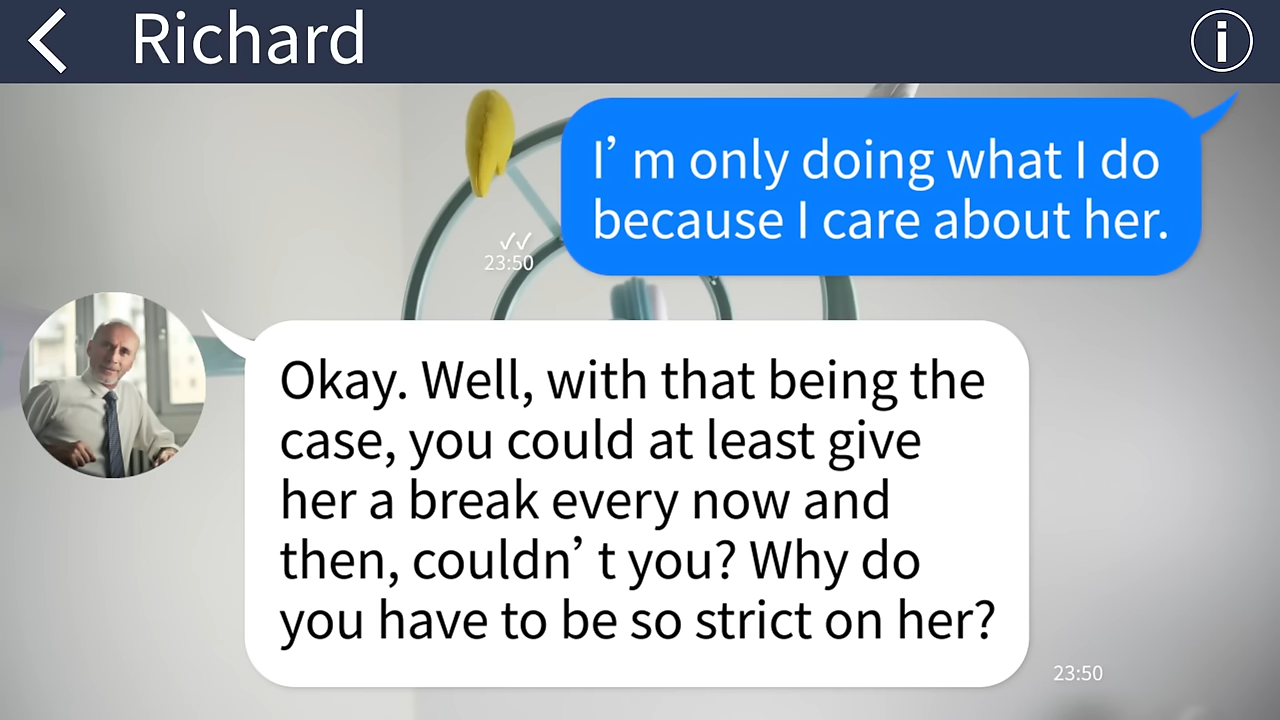 Richard
I’m only doing what I do
because I care about her.
23:50
Okay. Well, with that being the
case, you could at least give
her a break every now and
then, couldn’t you? Why do
you have to be so strict on her?
23:50